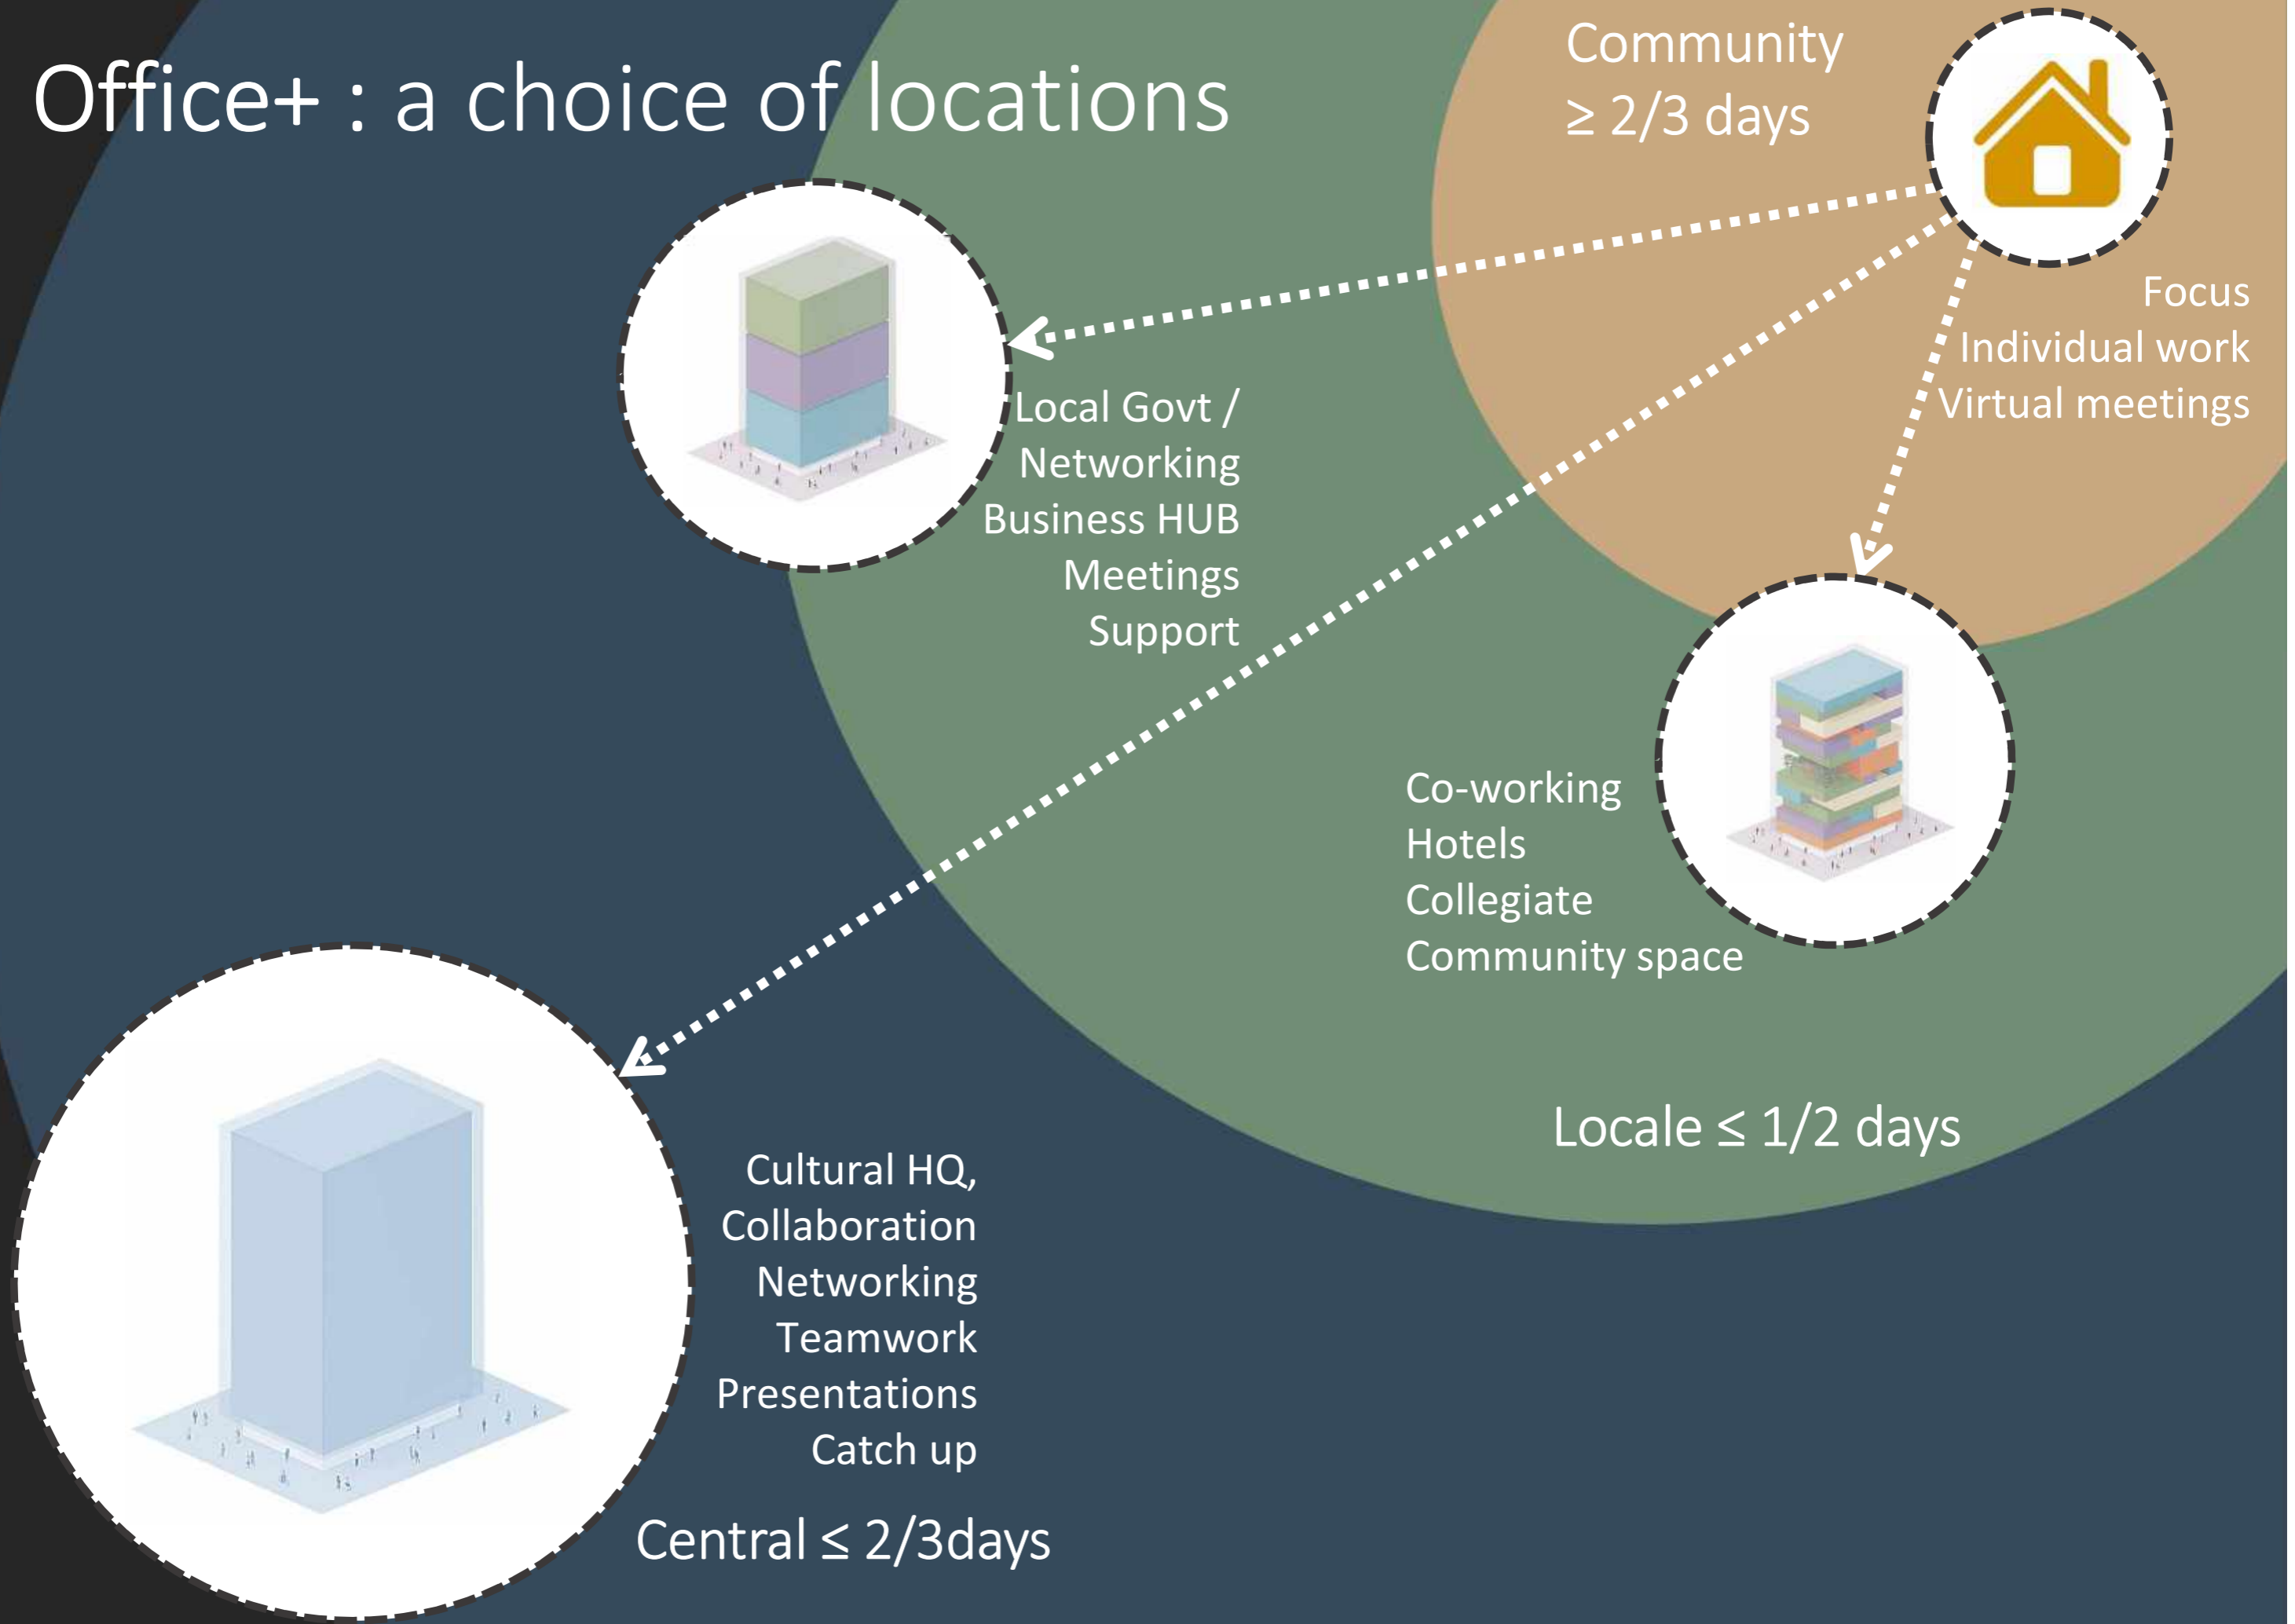 Office+ : a choice of locations
Community
≥ 2/3 days
Focus
Individual work
Virtual meetings
Local Govt /
Networking
Business HUB
Meetings
Support
Co-working
Hotels
Collegiate
Community space
Locale ≤ 1/2 days
Cultural HQ,
Collaboration
Networking
Teamwork
Presentations
Catch up
Central ≤ 2/3days